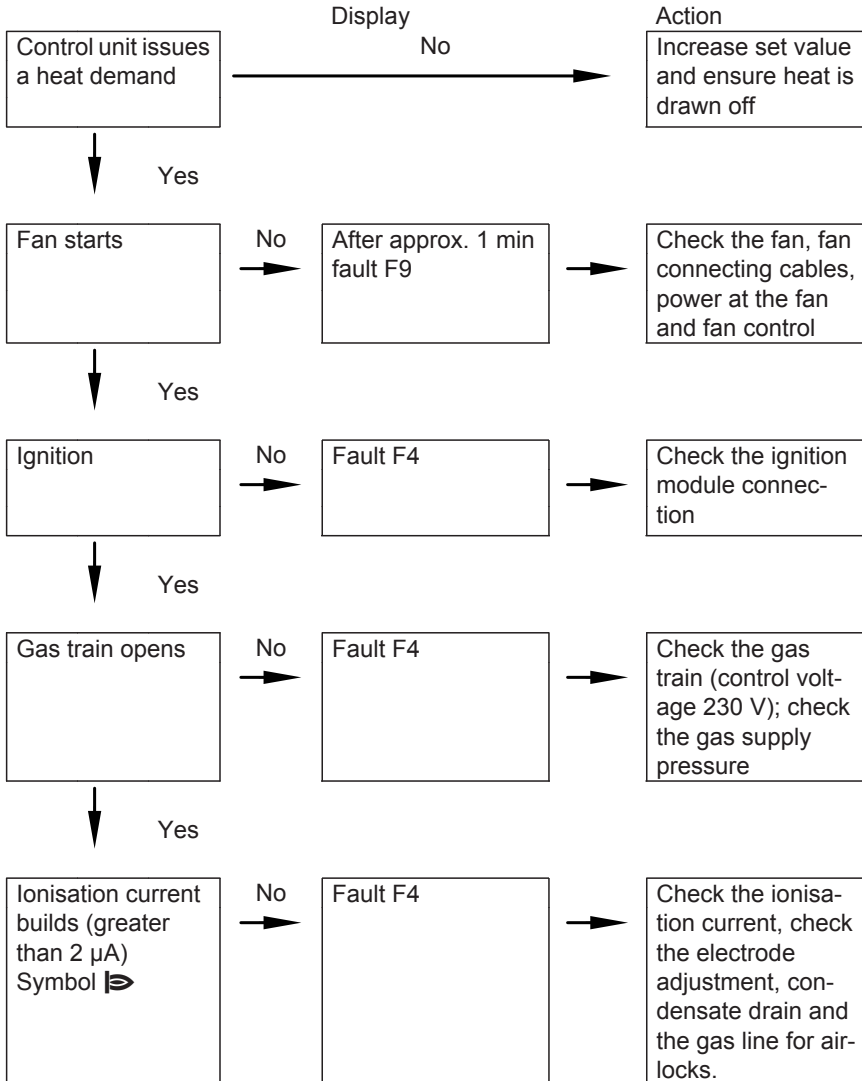 Display
Action
Control unit issues
a heat demand
No
Increase set value
and ensure heat is
drawn off
Yes
Fan starts
No
After approx. 1 min
fault F9
Check the fan, fan
connecting cables,
power at the fan
and fan control
Yes
Ignition
No
Fault F4
Check the ignition
module connec-
tion
Yes
Gas train opens
No
Fault F4
Check the gas
train (control volt-
age 230 V); check
the gas supply
pressure
Yes
Ionisation current
builds (greater
than 2 µA)
Symbol
No
Fault F4
Check the ionisa-
tion current, check
the electrode
adjustment, con-
densate drain and
the gas line for air-
locks.